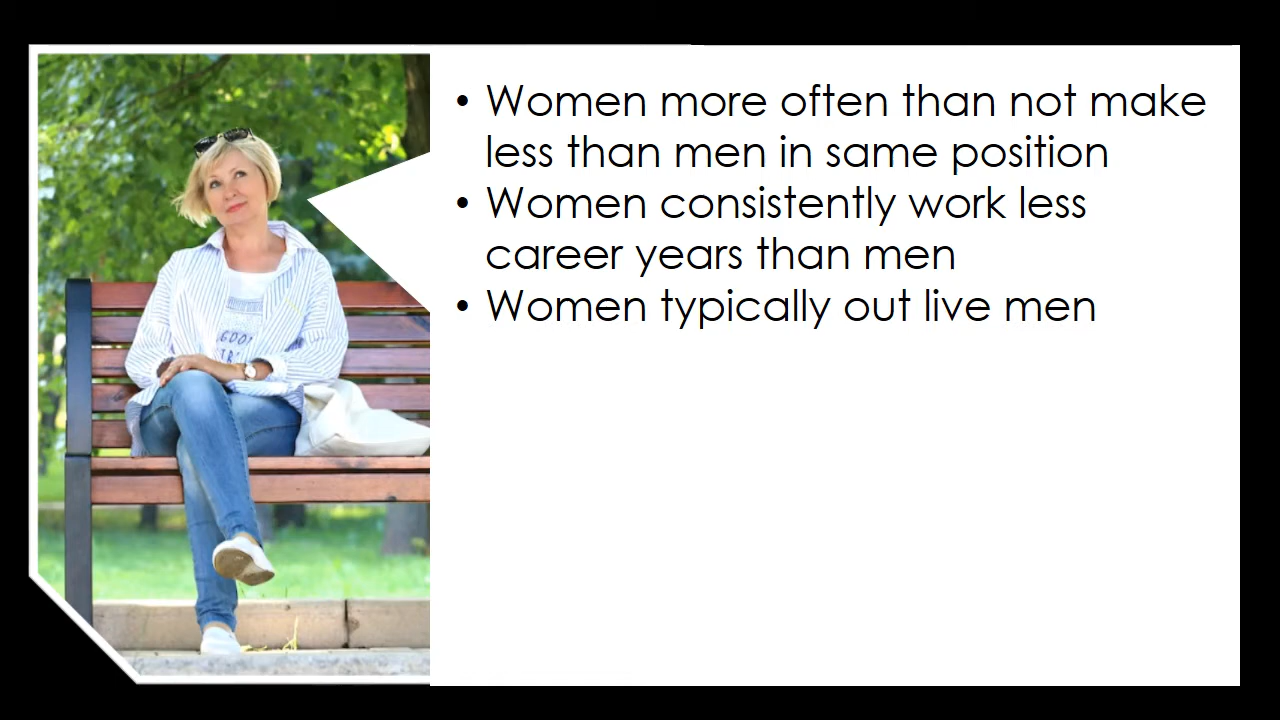 • Women more often than not make
less than men in same position
• Women consistently work less
career years than men
• Women typically out live men
GOOD